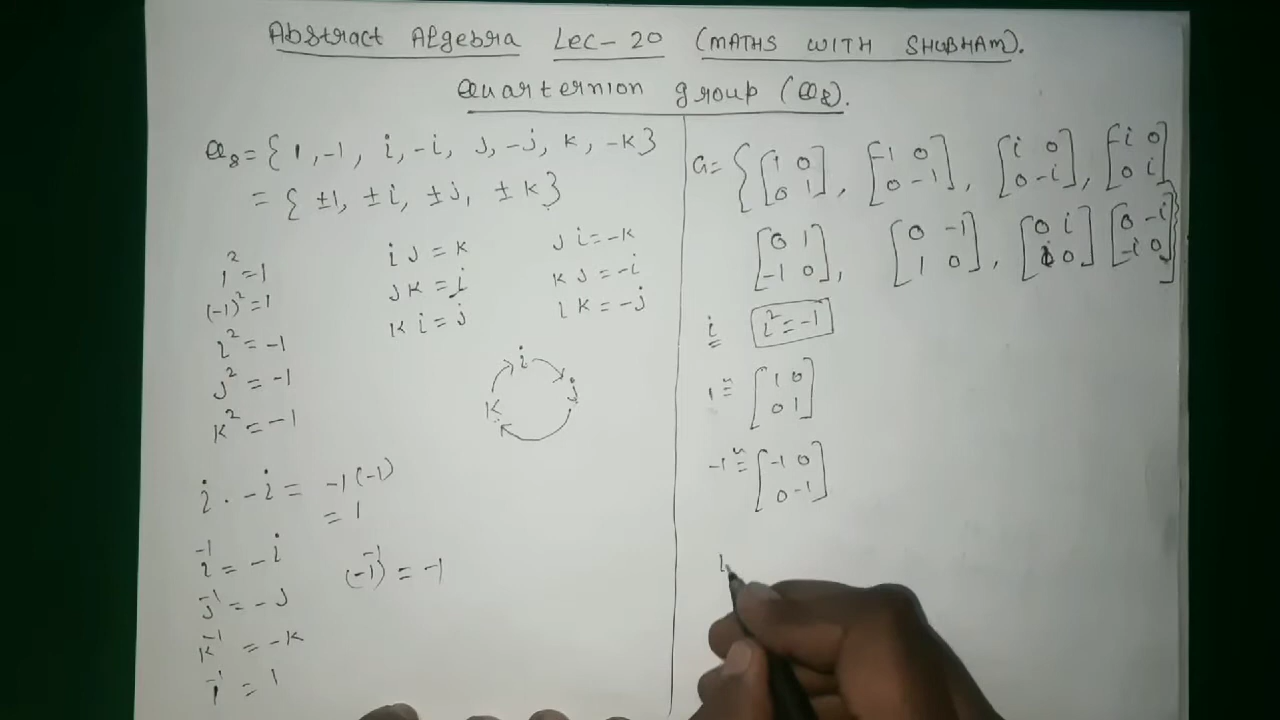 Abstract Algebra Lec-20 (MATHS WITH SHUBHAM).
Quarternion group (Q₈).
Q₈ = { 1, -1, i, -i, j, -j, k, -k}
= { ±1, ±i, ±j, ±k}
1² = 1
(-1)² = 1
i² = -1
j² = -1
k² = -1
ij = k
jk = i
ki = j
ji = -k
kj = -i
ik = -j
i
j
k
i . -i = -1(-1)
= 1
i⁻¹ = -i
(-1)⁻¹ = -1
j⁻¹ = -j
k⁻¹ = -k
1⁻¹ = 1
G = { [1 0
0 1], [-1 0
0 -1], [i 0
0 -i], [-i 0
0 i]
[0 1
-1 0], [0 -1
1 0], [0 i
i 0] [0 -i
-i 0] }
i i² = -1
1 ≅ [1 0
0 1]
-1 ≅ [-1 0
0 -1]
i